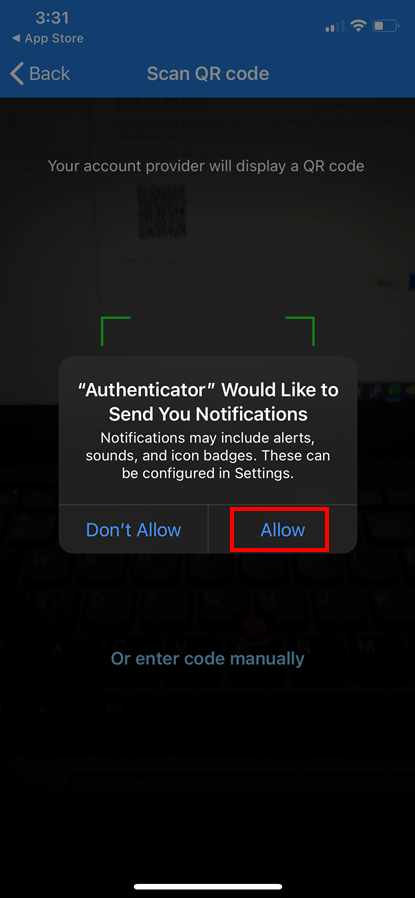 3:31
◀ App Store
Back
Scan QR code
Your account provider will display a QR code
“Authenticator” Would Like to
Send You Notifications
Notifications may include alerts,
sounds, and icon badges. These can
be configured in Settings.
Don’t Allow
Allow
Or enter code manually